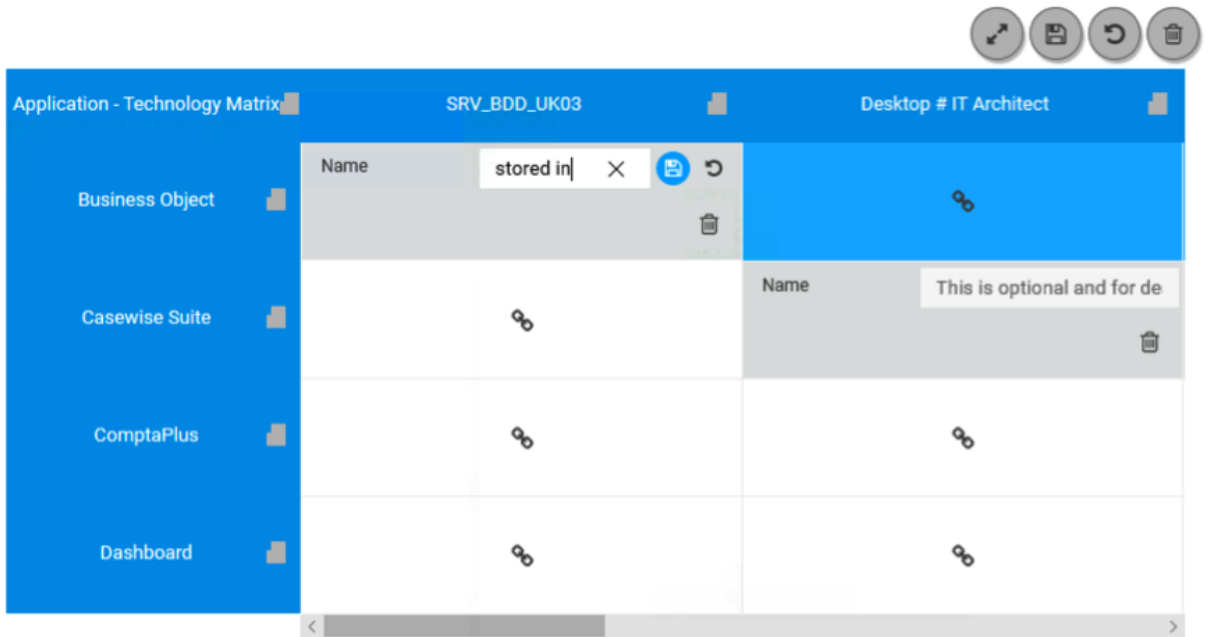 Application - Technology Matrix
SRV_BDD_UK03
Desktop # IT Architect
Business Object
Name
stored in
Casewise Suite
Name
This is optional and for de
ComptaPlus
Dashboard